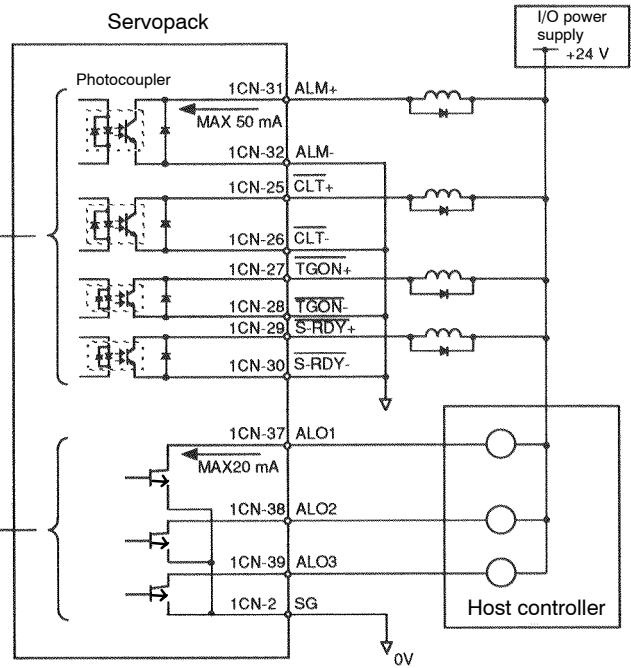 Servopack
I/O power
supply
+24 V
Photocoupler
1CN-31 ALM+
MAX 50 mA
1CN-32 ALM-
1CN-25 CLT+
1CN-26 CLT-
1CN-27 TGON+
1CN-28 TGON-
1CN-29 S-RDY+
1CN-30 S-RDY-
1CN-37 ALO1
MAX20 mA
1CN-38 ALO2
1CN-39 ALO3
1CN-2 SG
Host controller
0V